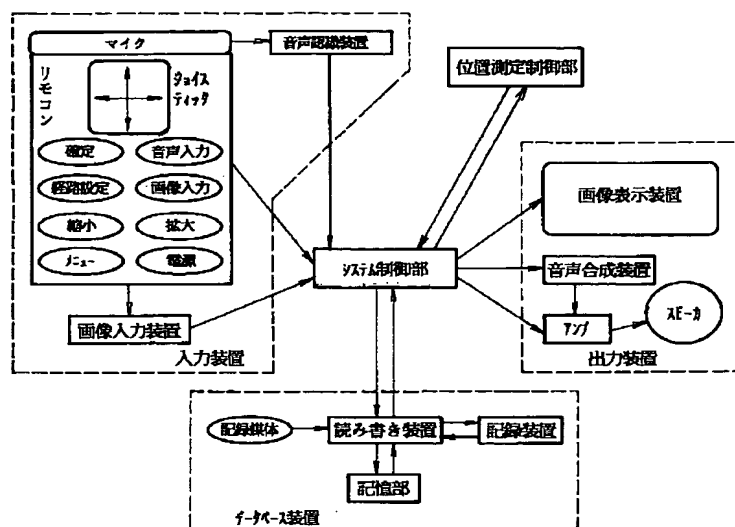 マイク
音声認識装置
リモコン
ジョイス
ティック
確定
音声入力
経路設定
画像入力
縮小
拡大
メニュー
電源
画像入力装置
入力装置
位置測定制御部
システム制御部
画像表示装置
音声合成装置
アンプ
スピーカ
出力装置
記録媒体
読み書き装置
記録装置
記憶部
データベース装置